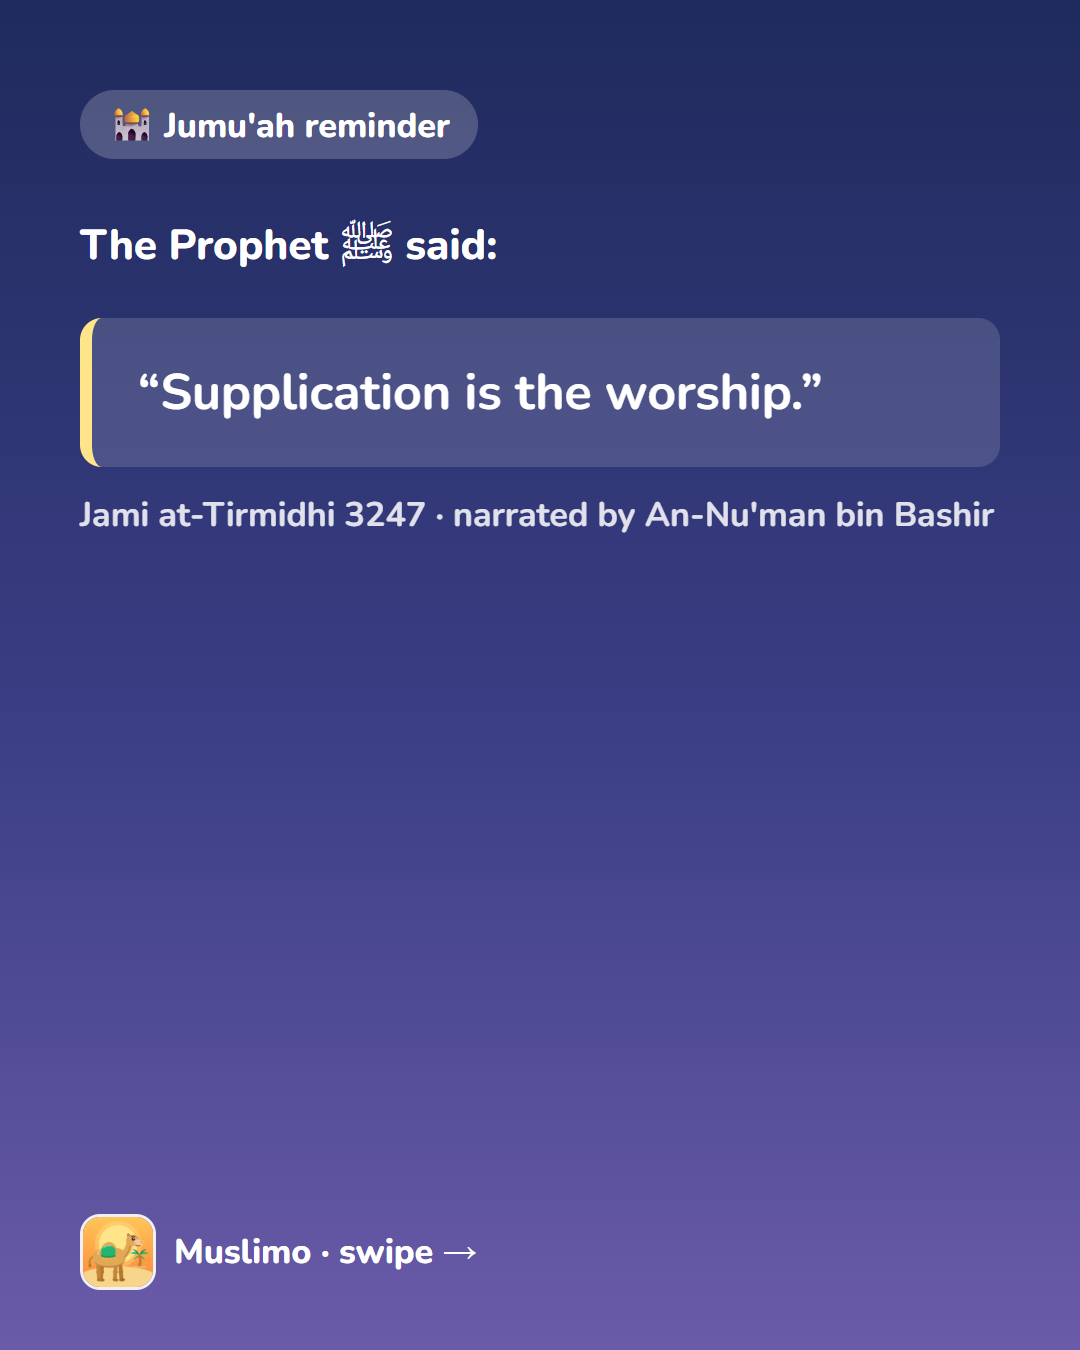 🕌 Jumu'ah reminder
The Prophet ﷺ said:
“Supplication is the worship.”
Jami at-Tirmidhi 3247 · narrated by An-Nu'man bin Bashir
Muslimo · swipe →